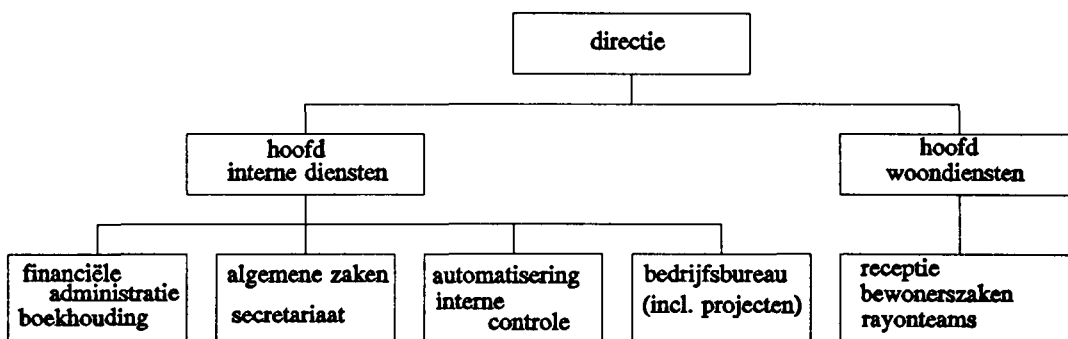 directie
hoofd
interne diensten
hoofd
woondiensten
financiële
administratie
boekhouding
algemene zaken
secretariaat
automatisering
interne
controle
bedrijfsbureau
(incl. projecten)
receptie
bewonerszaken
rayonteams